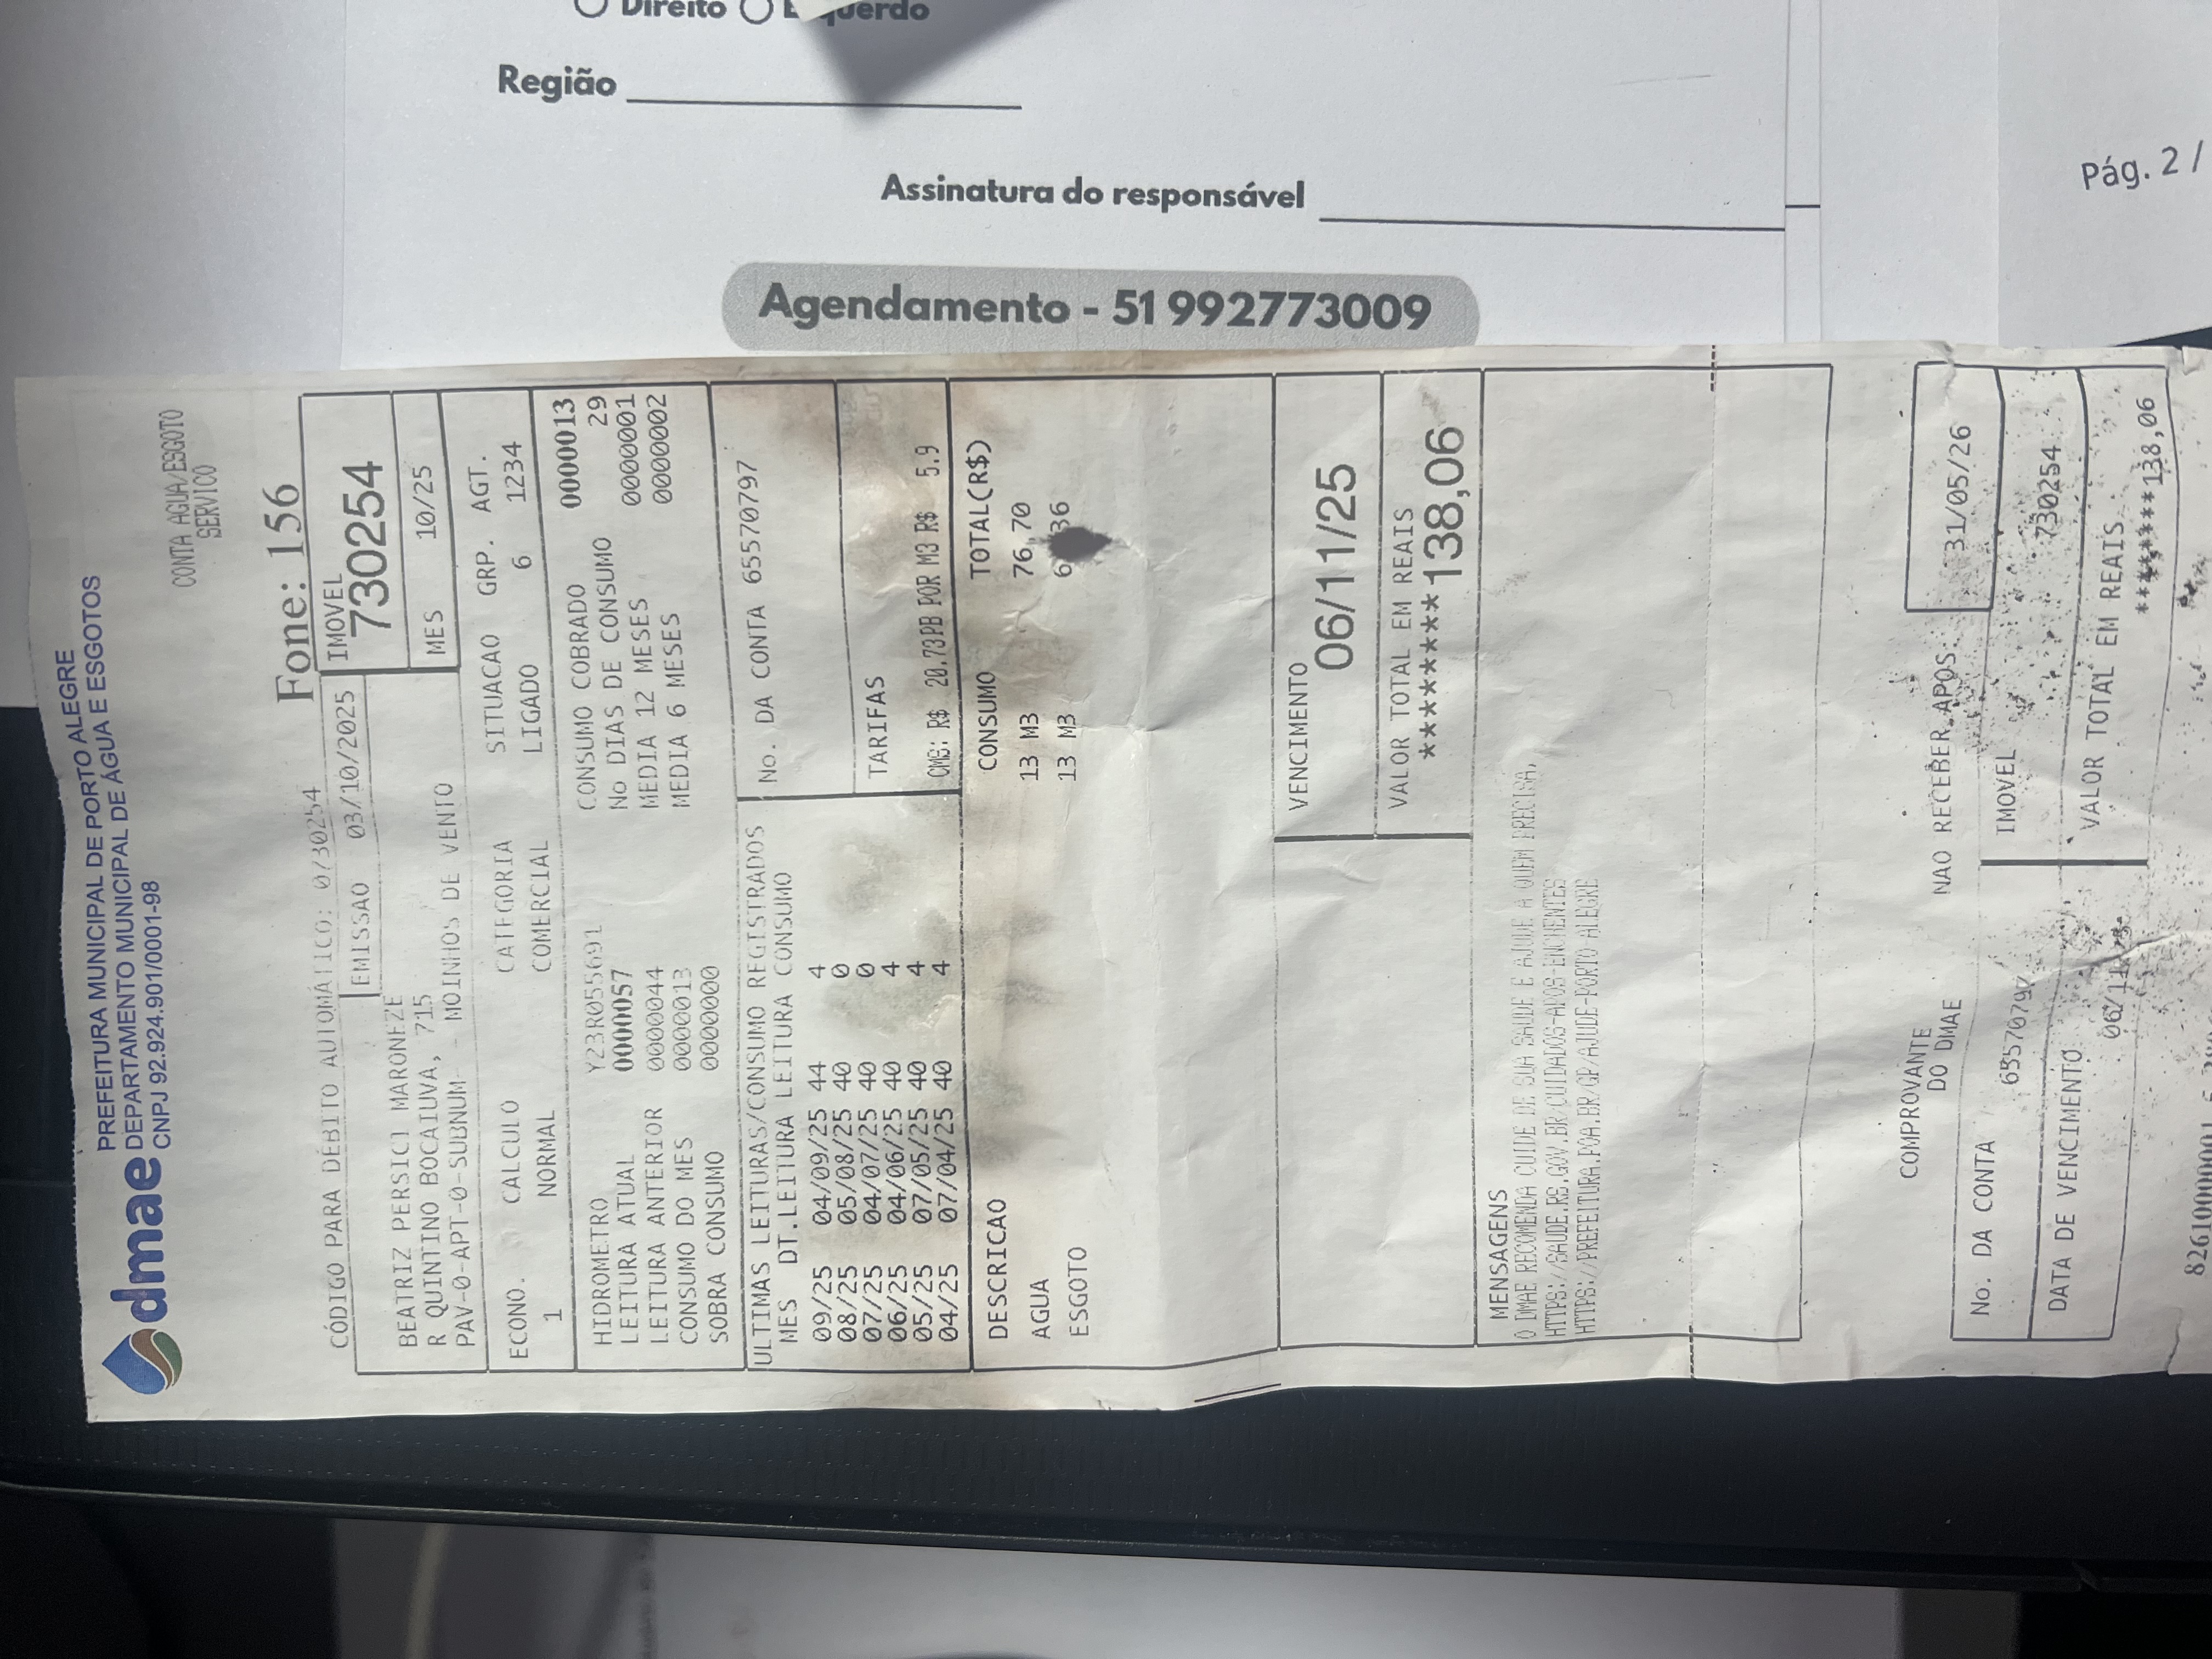 Direito
Região
Assinatura do responsável
Pág. 2 /
Agendamento - 51 992773009
dmae
PREFEITURA MUNICIPAL DE PORTO ALEGRE
DEPARTAMENTO MUNICIPAL DE ÁGUA E ESGOTOS
CNPJ 92.924.901/0001-98
CONTA AGUA/ESGOTO
SERVICO
Fone: 156
CÓDIGO PARA DÉBITO AUTOMÁTICO: 0730254
EMISSAO 03/10/2025
IMOVEL
730254
BEATRIZ PERSICI MARONEZE
R QUINTINO BOCAIUVA, 715
PAV-0-APT-0-SUBNUM- MOINHOS DE VENTO
MES 10/25
ECONO. CALCULO CATEGORIA SITUACAO GRP. AGT.
1 NORMAL COMERCIAL LIGADO 6 1234
HIDROMETRO Y23R055691 CONSUMO COBRADO 0000013
LEITURA ATUAL 0000057 No DIAS DE CONSUMO 29
LEITURA ANTERIOR 0000044 MEDIA 12 MESES 0000001
CONSUMO DO MES 0000013 MEDIA 6 MESES 0000002
SOBRA CONSUMO 0000000
ULTIMAS LEITURAS/CONSUMO REGISTRADOS
MES DT.LEITURA LEITURA CONSUMO
09/25 04/09/25 44 4
08/25 05/08/25 40 0
07/25 04/07/25 40 0
06/25 04/06/25 40 4
05/25 07/05/25 40 4
04/25 07/04/25 40 4
No. DA CONTA 65570797
TARIFAS
CMS: R$ 20.73PB POR M3 R$ 5.9
DESCRICAO CONSUMO TOTAL(R$)
AGUA 13 M3 76,70
ESGOTO 13 M3 6 36
VENCIMENTO
06/11/25
VALOR TOTAL EM REAIS
*********138,06
MENSAGENS
O DMAE RECOMENDA CUIDE DE SUA SAUDE E AJUDE A QUEM PRECISA,
HTTPS://SAUDE.RS.GOV.BR/CUIDADOS-APOS-ENCHENTES
HTTPS://PREFEITURA.POA.BR/GP/AJUDE-PORTO ALEGRE
COMPROVANTE
DO DMAE
NAO RECEBER APOS: 31/05/26
No. DA CONTA
65570797
IMOVEL
730254
DATA DE VENCIMENTO
06/11/25
VALOR TOTAL EM REAIS
********138,06